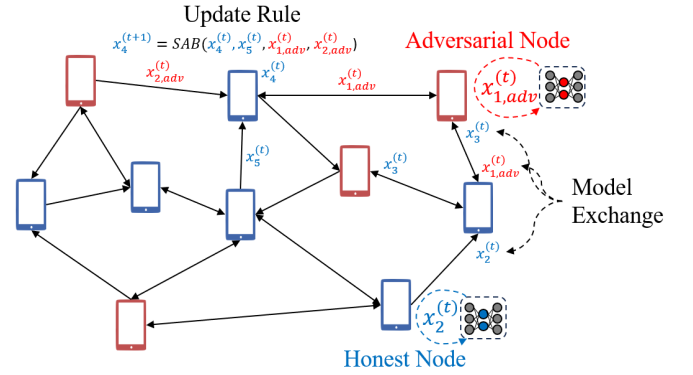 Update Rule
x_4^{(t+1)} = SAB(x_4^{(t)}, x_5^{(t)}, x_{1,adv}^{(t)}, x_{2,adv}^{(t)})
Adversarial Node
x_{2,adv}^{(t)}
x_4^{(t)}
x_{1,adv}^{(t)}
x_{1,adv}^{(t)}
x_3^{(t)}
x_5^{(t)}
x_3^{(t)}
x_{1,adv}^{(t)}
Model
Exchange
x_2^{(t)}
x_2^{(t)}
Honest Node